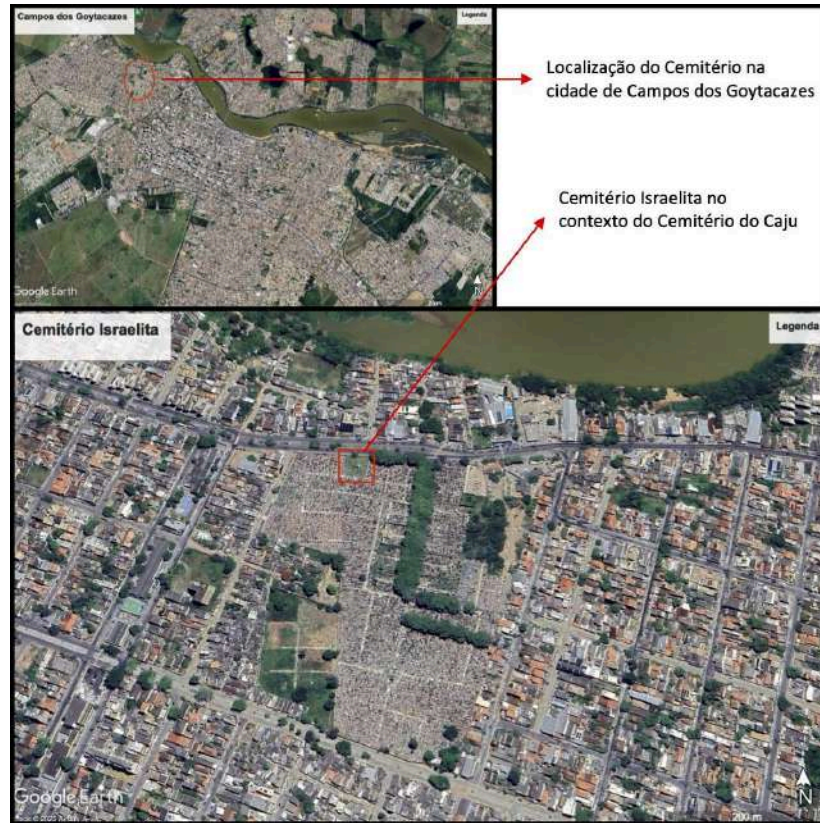 Campos dos Goytacazes
Legenda
Localização do Cemitério na
cidade de Campos dos Goytacazes
Cemitério Israelita no
contexto do Cemitério do Caju
Google Earth
N
Cemitério Israelita
Legenda
Google Earth
N
200 m